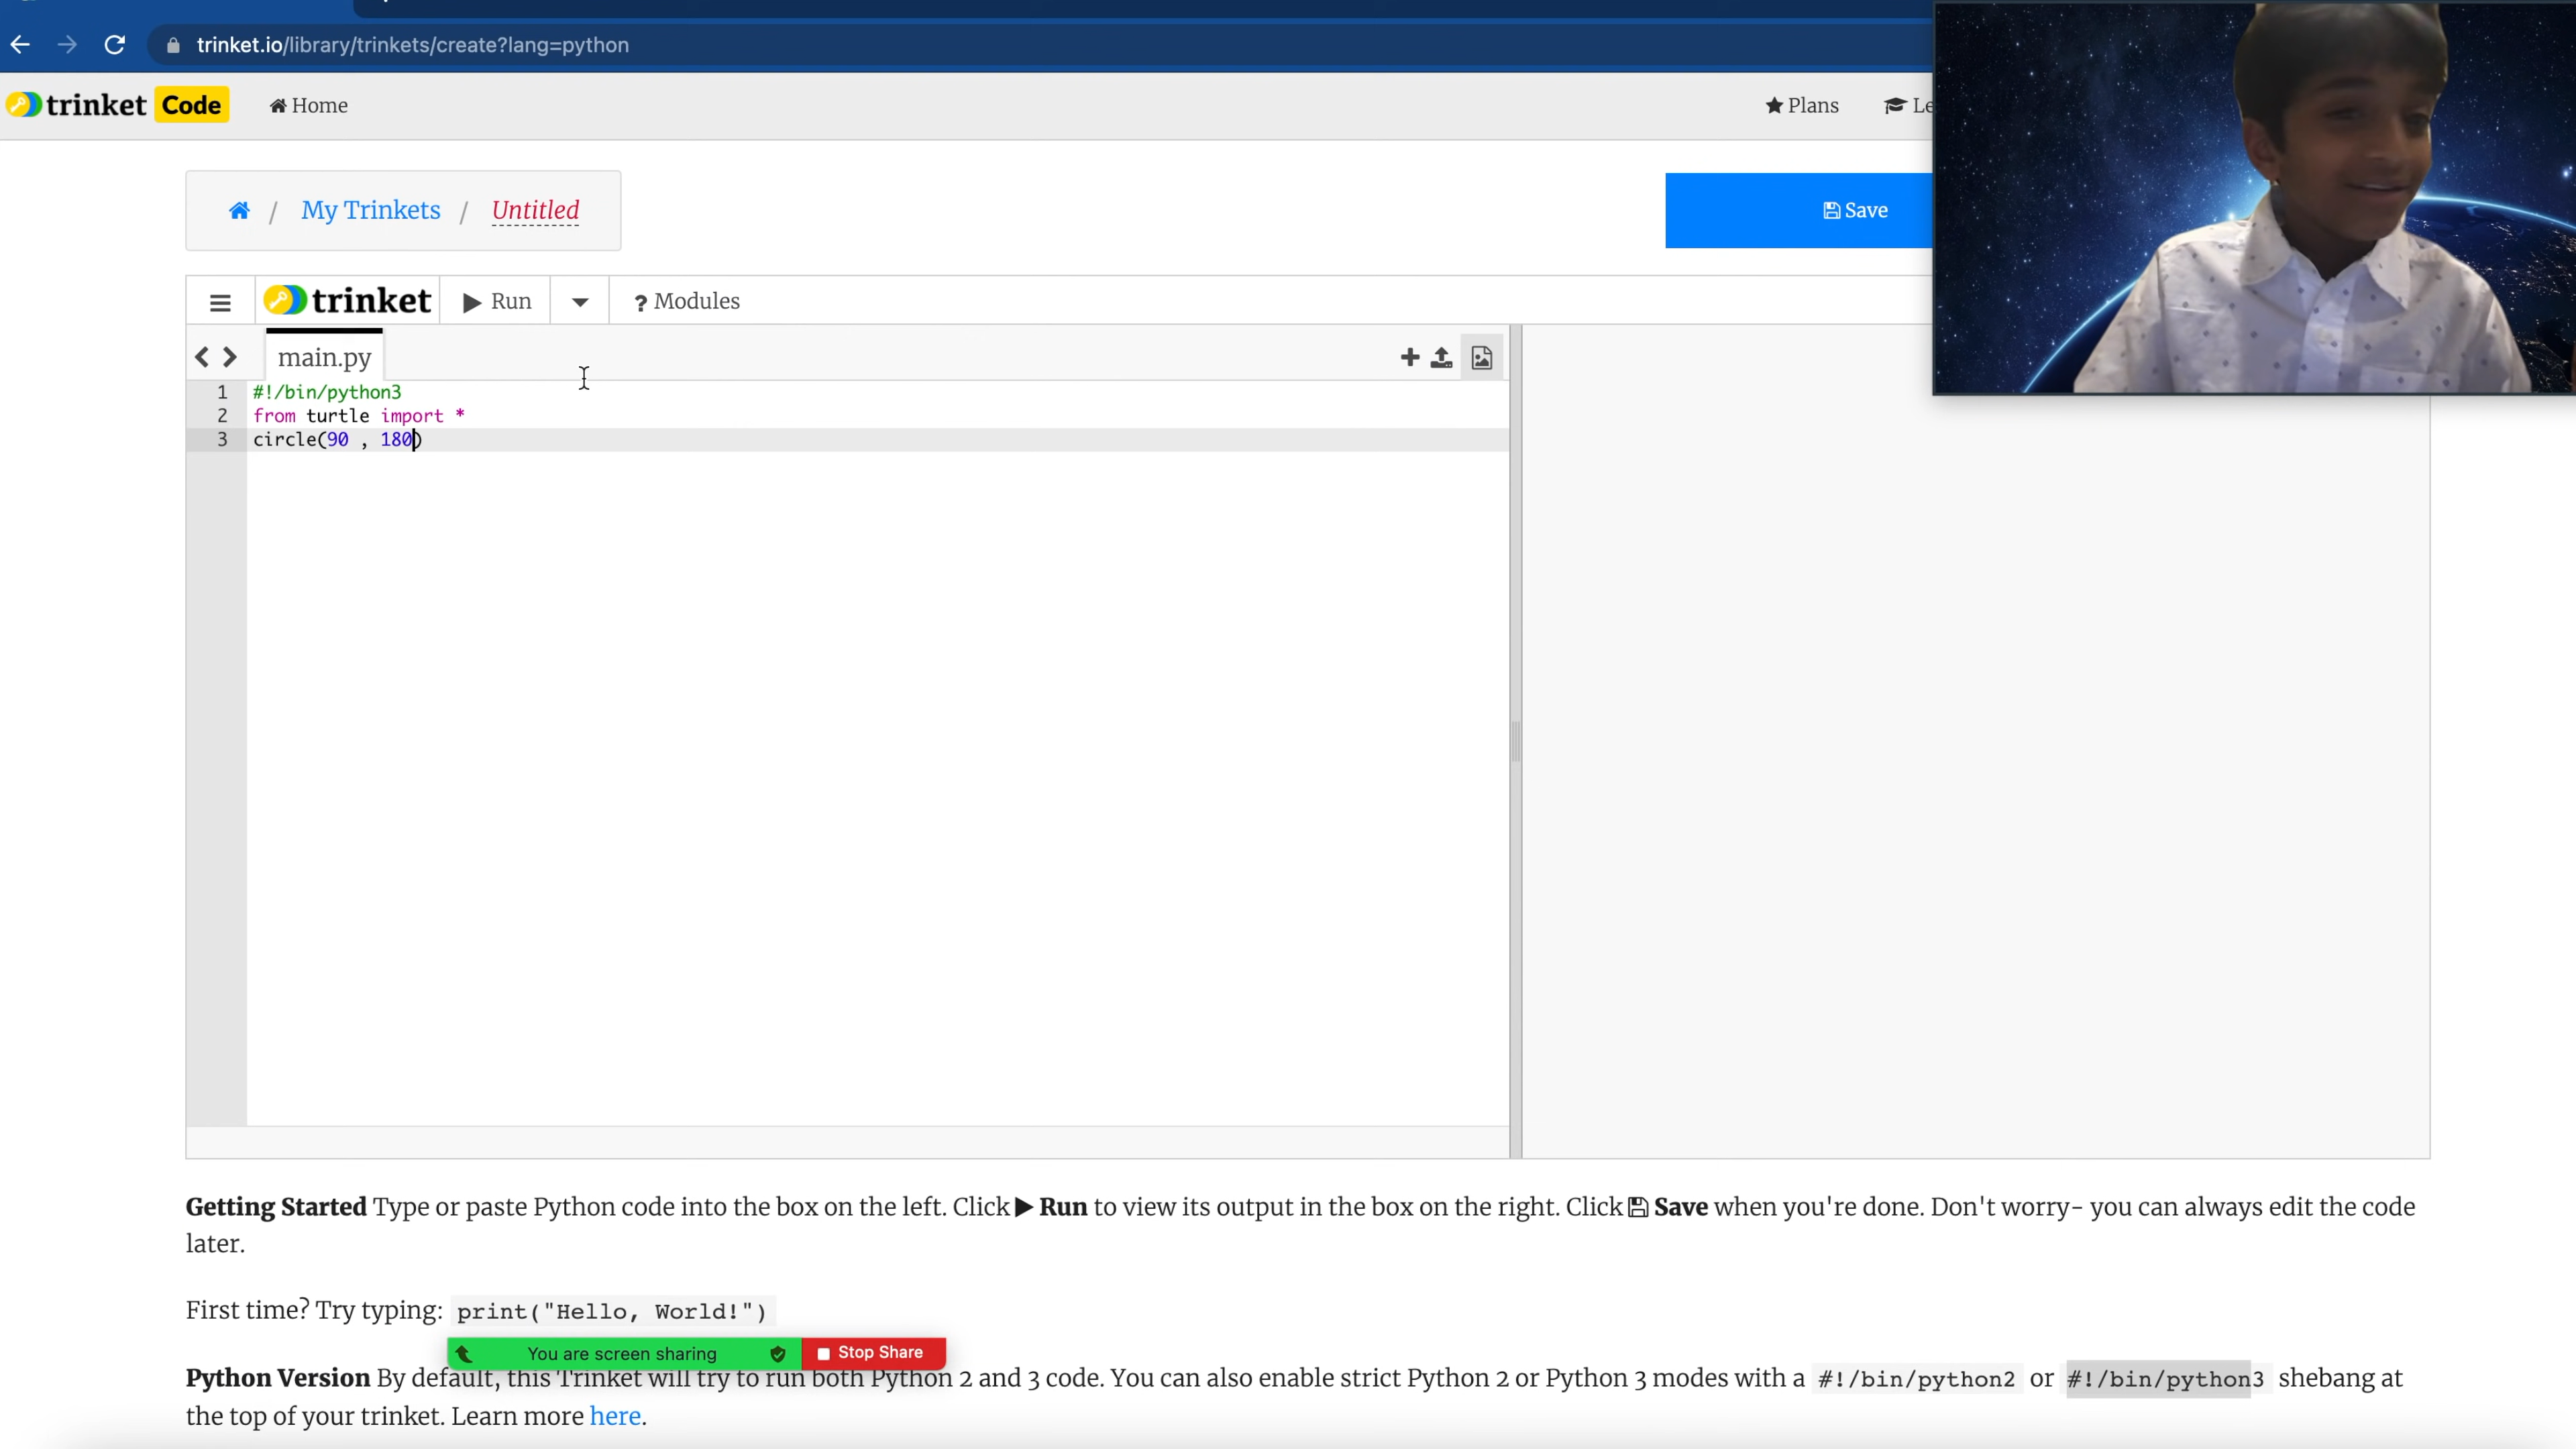 trinket.io/library/trinkets/create?lang=python
trinket Code Home Plans
My Trinkets / Untitled
Save
trinket Run ? Modules
main.py
1 #!/bin/python3
2 from turtle import *
3 circle(90 , 180)
Getting Started Type or paste Python code into the box on the left. Click Run to view its output in the box on the right. Click Save when you're done. Don't worry- you can always edit the code
later.
First time? Try typing: print("Hello, World!")
You are screen sharing Stop Share
Python Version By default, this Trinket will try to run both Python 2 and 3 code. You can also enable strict Python 2 or Python 3 modes with a #!/bin/python2 or #!/bin/python3 shebang at
the top of your trinket. Learn more here.